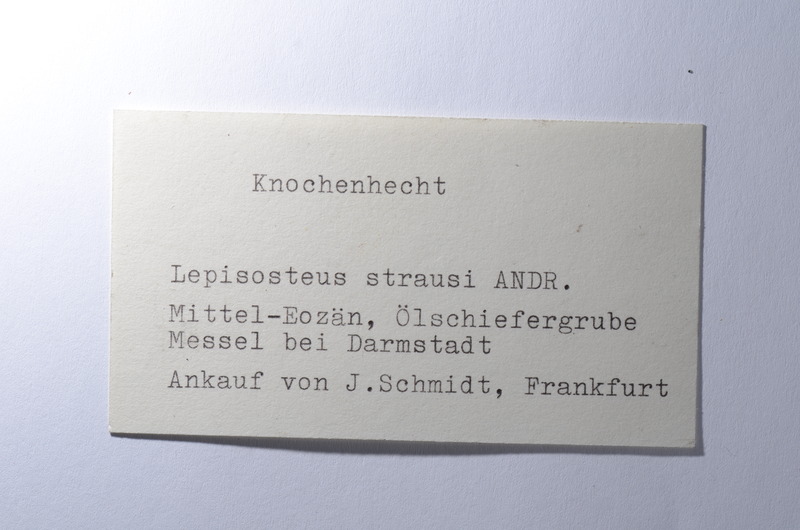 Knochenhecht
Lepisosteus strausi ANDR.
Mittel-Eozän, Ölschiefergrube
Messel bei Darmstadt
Ankauf von J.Schmidt, Frankfurt